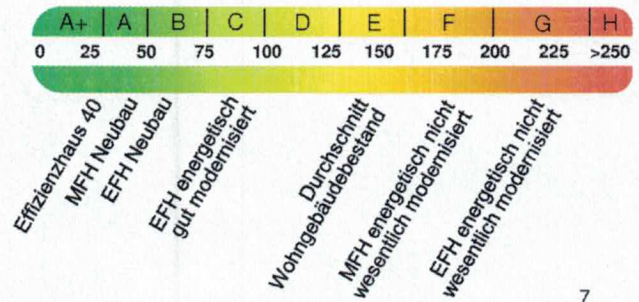 A+ A B C D E F G H
0 25 50 75 100 125 150 175 200 225 >250
Effizienzhaus 40
MFH Neubau
EFH Neubau
EFH energetisch
gut modernisiert
Durchschnitt
Wohngebäudebestand
MFH energetisch nicht
wesentlich modernisiert
EFH energetisch nicht
wesentlich modernisiert
7